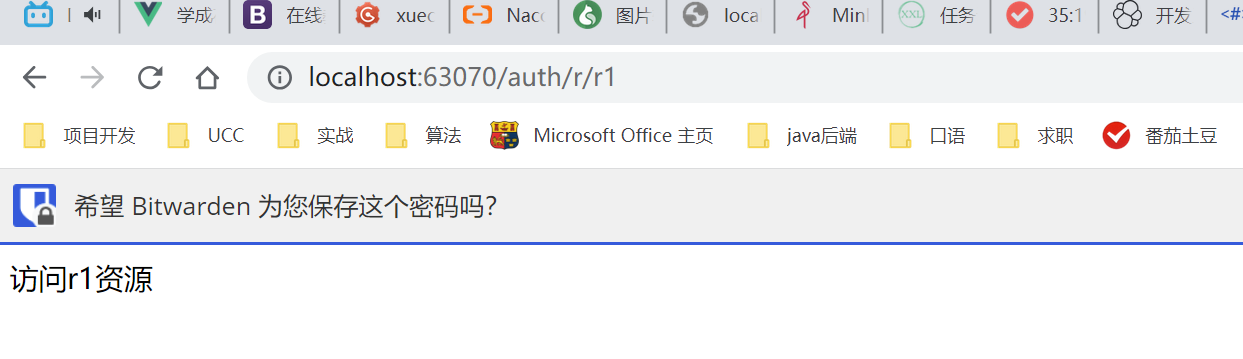 学成 B 在线 xuec Nacc 图片 loca Minl XXL 任务 35:1 开发 <#
localhost:63070/auth/r/r1
项目开发 UCC 实战 算法 Microsoft Office 主页 java后端 口语 求职 番茄土豆
希望 Bitwarden 为您保存这个密码吗?
访问r1资源